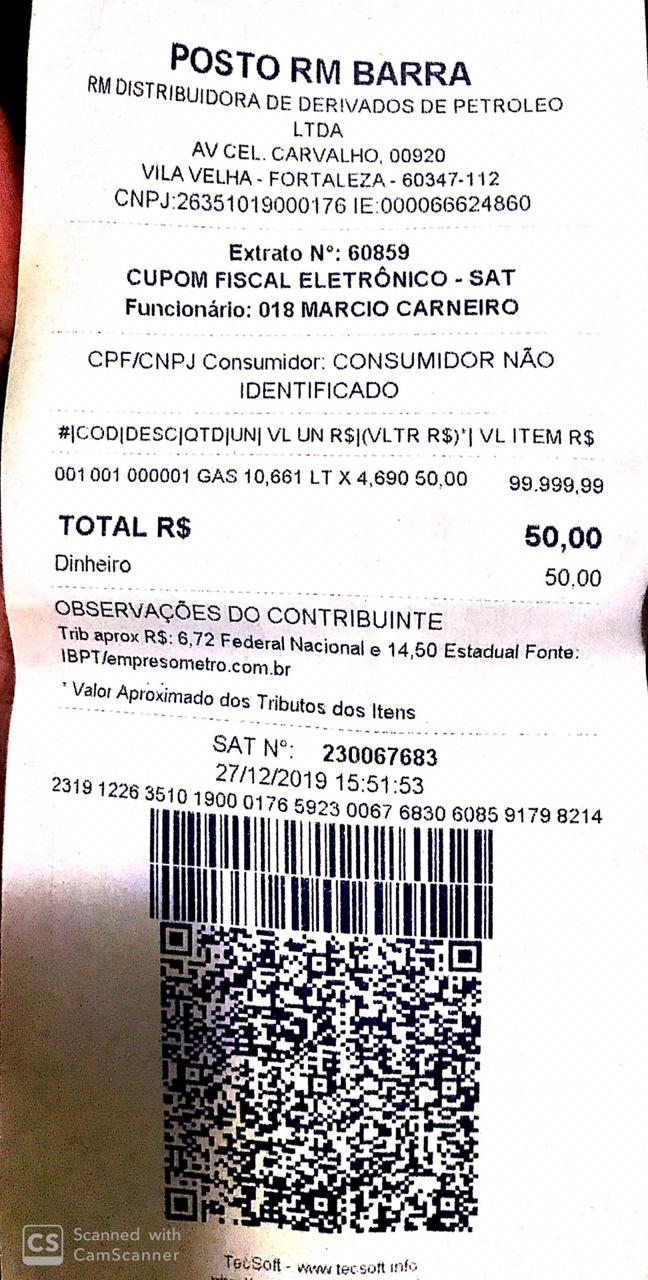 POSTO RM BARRA
RM DISTRIBUIDORA DE DERIVADOS DE PETROLEO
LTDA
AV CEL. CARVALHO, 00920
VILA VELHA - FORTALEZA - 60347-112
CNPJ:26351019000176 IE:000066624860
Extrato Nº: 60859
CUPOM FISCAL ELETRÔNICO - SAT
Funcionário: 018 MARCIO CARNEIRO
CPF/CNPJ Consumidor: CONSUMIDOR NÃO
IDENTIFICADO
#|COD|DESC|QTD|UN| VL UN R$|(VLTR R$)*| VL ITEM R$
001 001 000001 GAS 10,661 LT X 4,690 50,00 99.999,99
TOTAL R$ 50,00
Dinheiro 50,00
OBSERVAÇÕES DO CONTRIBUINTE
Trib aprox R$: 6,72 Federal Nacional e 14,50 Estadual Fonte:
IBPT/empresometro.com.br
* Valor Aproximado dos Tributos dos Itens
SAT Nº: 230067683
27/12/2019 15:51:53
2319 1226 3510 1900 0176 5923 0067 6830 6085 9179 8214
CS Scanned with
CamScanner
TecSoft - www.tecsoft.info